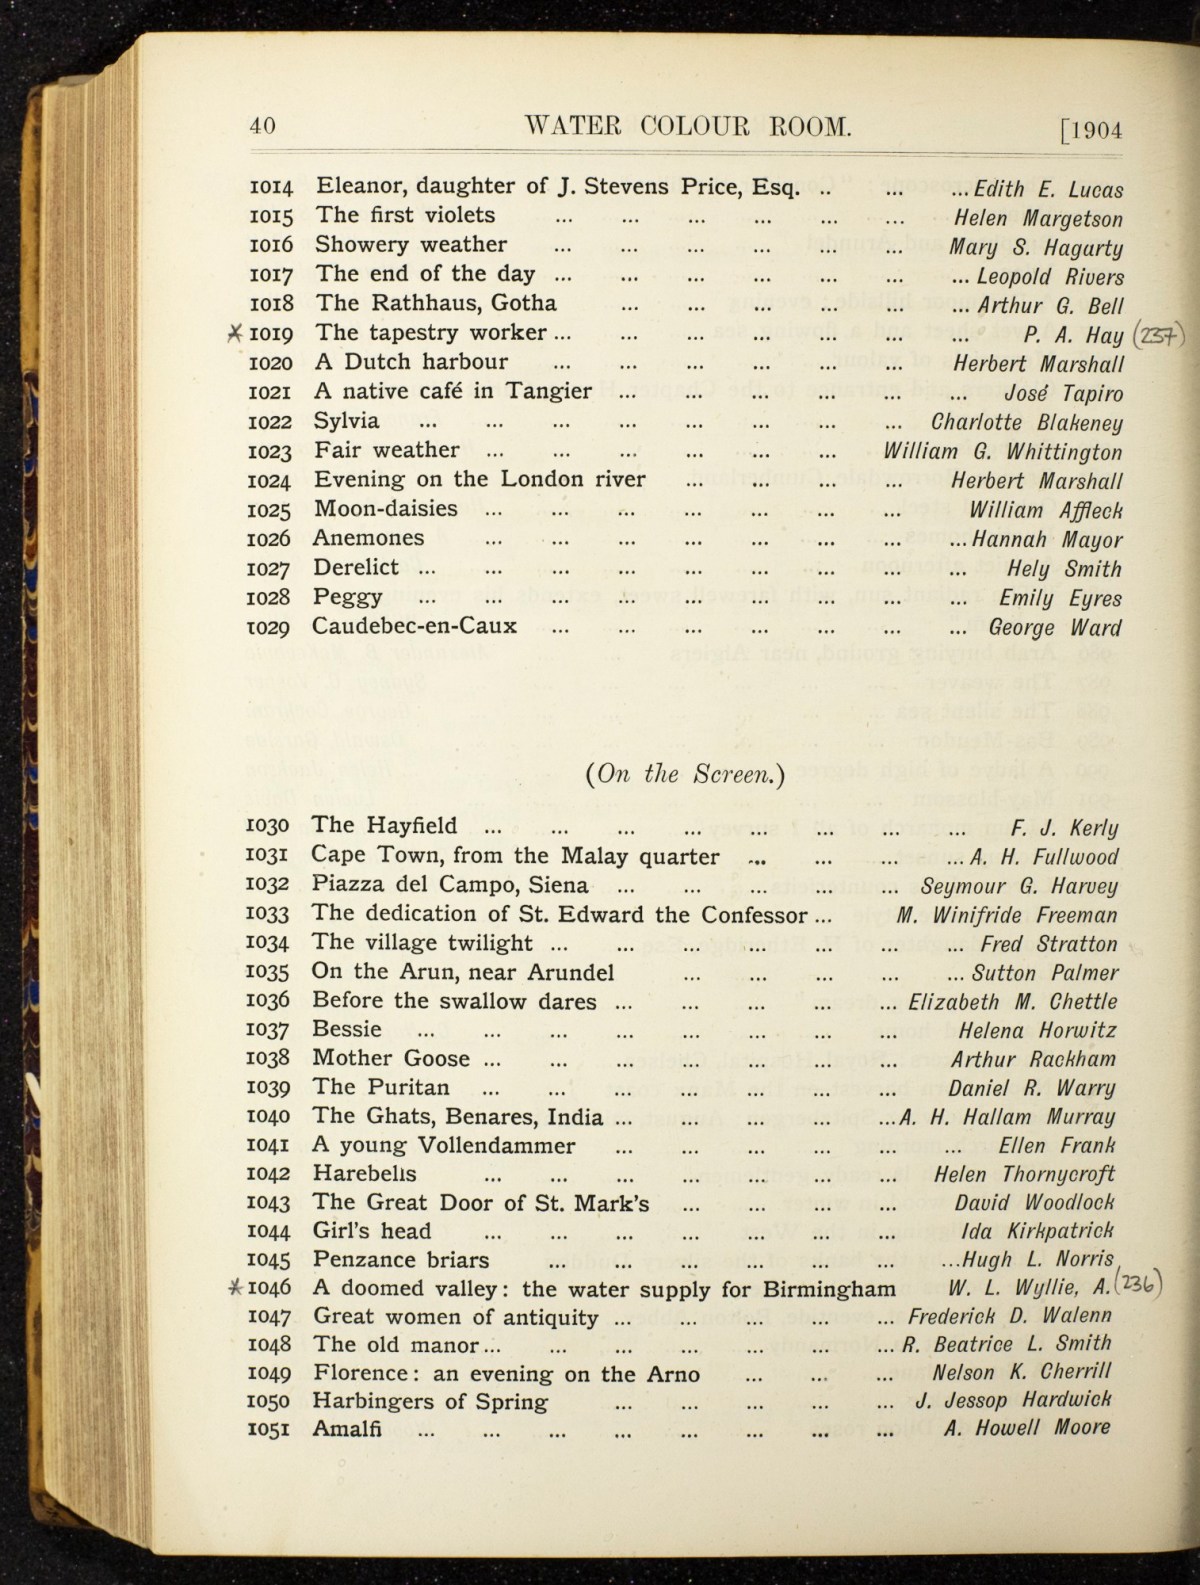 40 WATER COLOUR ROOM. [1904
1014 Eleanor, daughter of J. Stevens Price, Esq. .. ... ... Edith E. Lucas
1015 The first violets ... ... ... ... ... ... Helen Margetson
1016 Showery weather ... ... ... ... ... ... Mary S. Hagarty
1017 The end of the day ... ... ... ... ... ... ... Leopold Rivers
1018 The Rathhaus, Gotha ... ... ... ... ... ... Arthur G. Bell
* 1019 The tapestry worker ... ... ... ... ... ... ... P. A. Hay (237)
1020 A Dutch harbour ... ... ... ... ... ... Herbert Marshall
1021 A native café in Tangier ... ... ... ... ... ... José Tapiro
1022 Sylvia ... ... ... ... ... ... ... ... Charlotte Blakeney
1023 Fair weather ... ... ... ... ... ... William G. Whittington
1024 Evening on the London river ... ... ... ... Herbert Marshall
1025 Moon-daisies ... ... ... ... ... ... ... William Affleck
1026 Anemones ... ... ... ... ... ... ... ... Hannah Mayor
1027 Derelict ... ... ... ... ... ... ... ... ... Hely Smith
1028 Peggy ... ... ... ... ... ... ... ... ... Emily Eyres
1029 Caudebec-en-Caux ... ... ... ... ... ... ... George Ward
(On the Screen.)
1030 The Hayfield ... ... ... ... ... ... ... ... F. J. Kerly
1031 Cape Town, from the Malay quarter ... ... ... ... A. H. Fullwood
1032 Piazza del Campo, Siena ... ... ... ... ... Seymour G. Harvey
1033 The dedication of St. Edward the Confessor ... M. Winifride Freeman
1034 The village twilight ... ... ... ... ... ... ... Fred Stratton
1035 On the Arun, near Arundel ... ... ... ... ... Sutton Palmer
1036 Before the swallow dares ... ... ... ... ... Elizabeth M. Chettle
1037 Bessie ... ... ... ... ... ... ... ... Helena Horwitz
1038 Mother Goose ... ... ... ... ... ... ... Arthur Rackham
1039 The Puritan ... ... ... ... ... ... ... Daniel R. Warry
1040 The Ghats, Benares, India ... ... ... ... ... A. H. Hallam Murray
1041 A young Vollendammer ... ... ... ... ... ... Ellen Frank
1042 Harebells ... ... ... ... ... ... ... Helen Thornycroft
1043 The Great Door of St. Mark's ... ... ... ... David Woodlock
1044 Girl's head ... ... ... ... ... ... ... Ida Kirkpatrick
1045 Penzance briars ... ... ... ... ... ... ... Hugh L. Norris
* 1046 A doomed valley: the water supply for Birmingham W. L. Wyllie, A. (236)
1047 Great women of antiquity ... ... ... ... ... Frederick D. Walenn
1048 The old manor ... ... ... ... ... ... ... R. Beatrice L. Smith
1049 Florence: an evening on the Arno ... ... ... Nelson K. Cherrill
1050 Harbingers of Spring ... ... ... ... ... J. Jessop Hardwick
1051 Amalfi ... ... ... ... ... ... ... ... A. Howell Moore